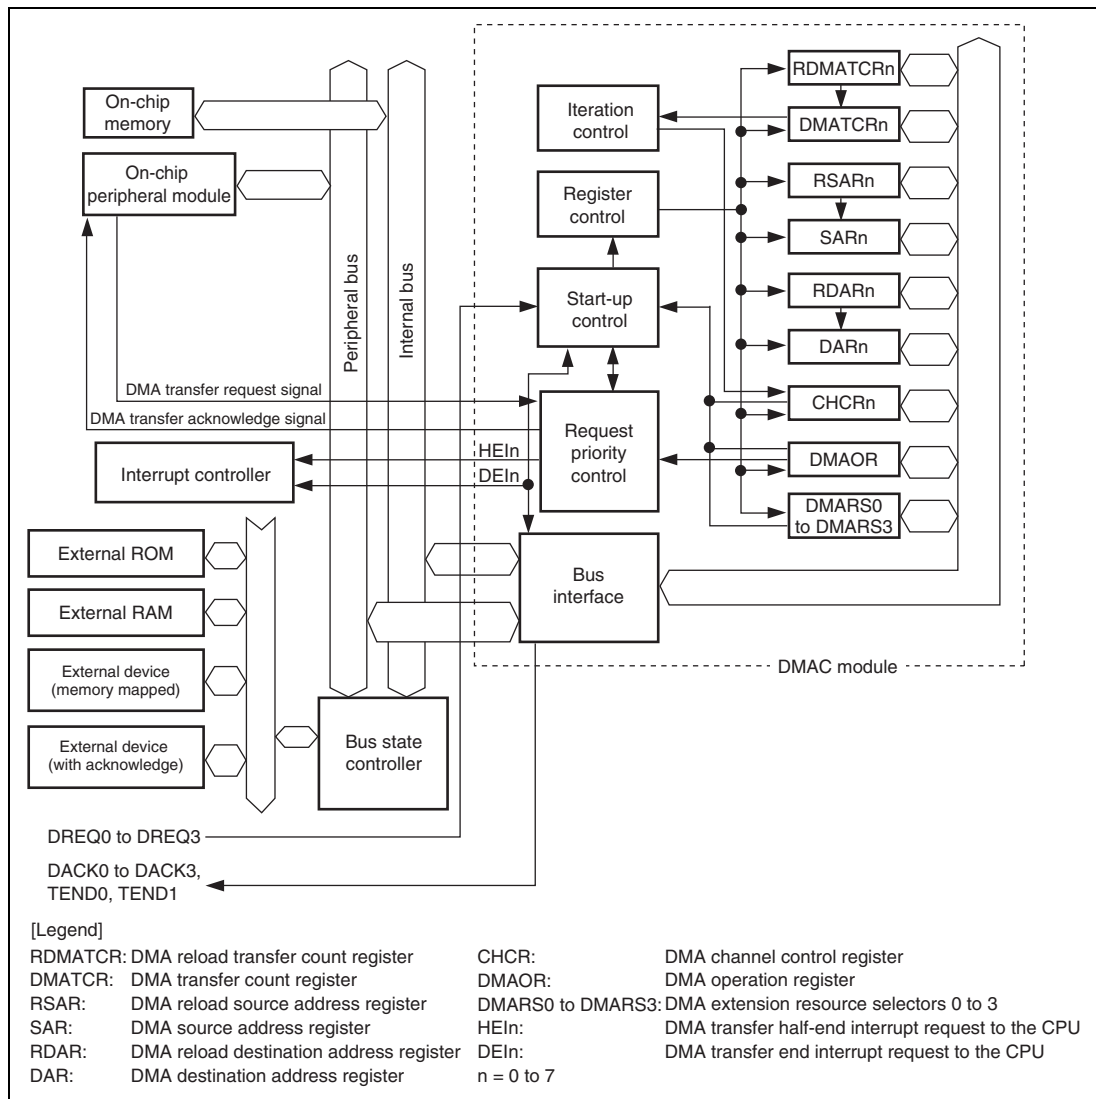 On-chip
memory
On-chip
peripheral module
Peripheral bus
Internal bus
Iteration
control
Register
control
Start-up
control
Request
priority
control
Bus
interface
RDMATCRn
DMATCRn
RSARn
SARn
RDARn
DARn
CHCRn
DMAOR
DMARS0
to DMARS3
DMA transfer request signal
DMA transfer acknowledge signal
HEIn
DEIn
Interrupt controller
External ROM
External RAM
External device
(memory mapped)
External device
(with acknowledge)
Bus state
controller
DMAC module
DREQ0 to DREQ3
DACK0 to DACK3,
TEND0, TEND1
[Legend]
RDMATCR: DMA reload transfer count register
DMATCR: DMA transfer count register
RSAR: DMA reload source address register
SAR: DMA source address register
RDAR: DMA reload destination address register
DAR: DMA destination address register
CHCR: DMA channel control register
DMAOR: DMA operation register
DMARS0 to DMARS3: DMA extension resource selectors 0 to 3
HEIn: DMA transfer half-end interrupt request to the CPU
DEIn: DMA transfer end interrupt request to the CPU
n = 0 to 7